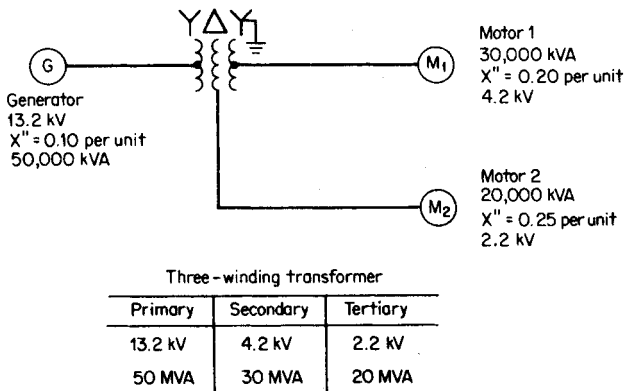 G
Generator
13.2 kV
X" = 0.10 per unit
50,000 kVA
M₁
Motor 1
30,000 kVA
X" = 0.20 per unit
4.2 kV
M₂
Motor 2
20,000 kVA
X" = 0.25 per unit
2.2 kV
Three-winding transformer
Primary Secondary Tertiary
13.2 kV 4.2 kV 2.2 kV
50 MVA 30 MVA 20 MVA